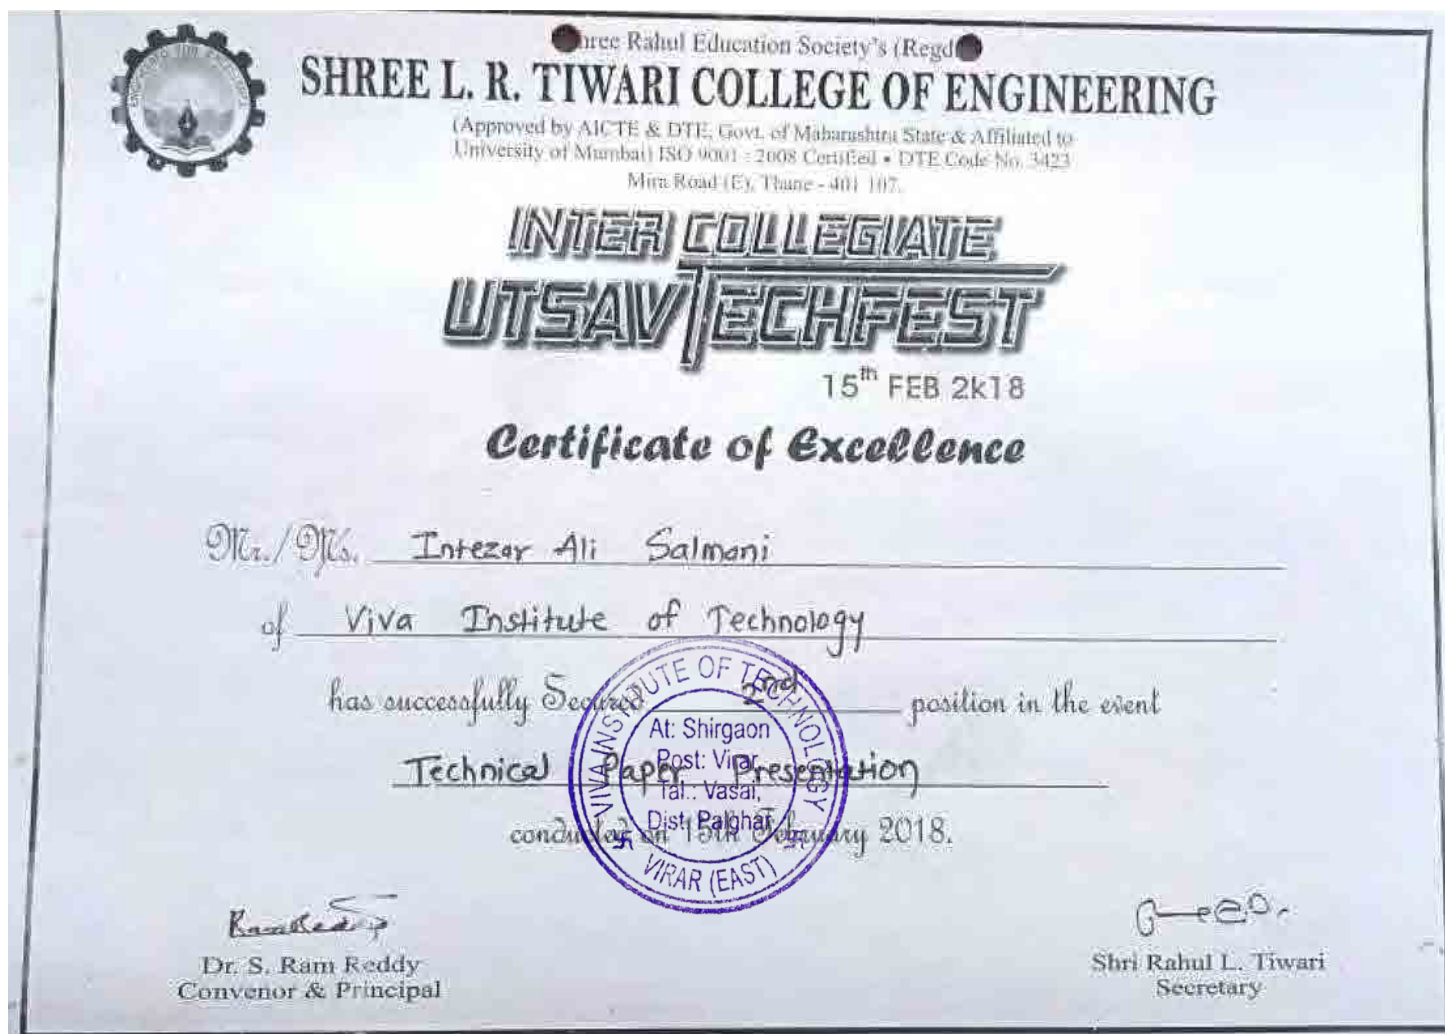 Shree Rahul Education Society's (Regd
SHREE L. R. TIWARI COLLEGE OF ENGINEERING
(Approved by AICTE & DTE, Govt. of Maharashtra State & Affiliated to
University of Mumbai) ISO 9001 : 2008 Certified • DTE Code No. 3423
Mira Road (E), Thane - 401 107.
INTER COLLEGIATE
UTSAV TECHFEST
15th FEB 2k18
Certificate of Excellence
Mr./Ms. Intezar Ali Salmani
of Viva Institute of Technology
has successfully Secured 2nd position in the event
Technical Paper Presentation
conducted on 15th February 2018.
VIVA INSTITUTE OF TECHNOLOGY
At: Shirgaon
Post: Virar,
Tal.: Vasai,
Dist: Palghar
VIRAR (EAST)
Dr. S. Ram Reddy
Convenor & Principal
Shri Rahul L. Tiwari
Secretary